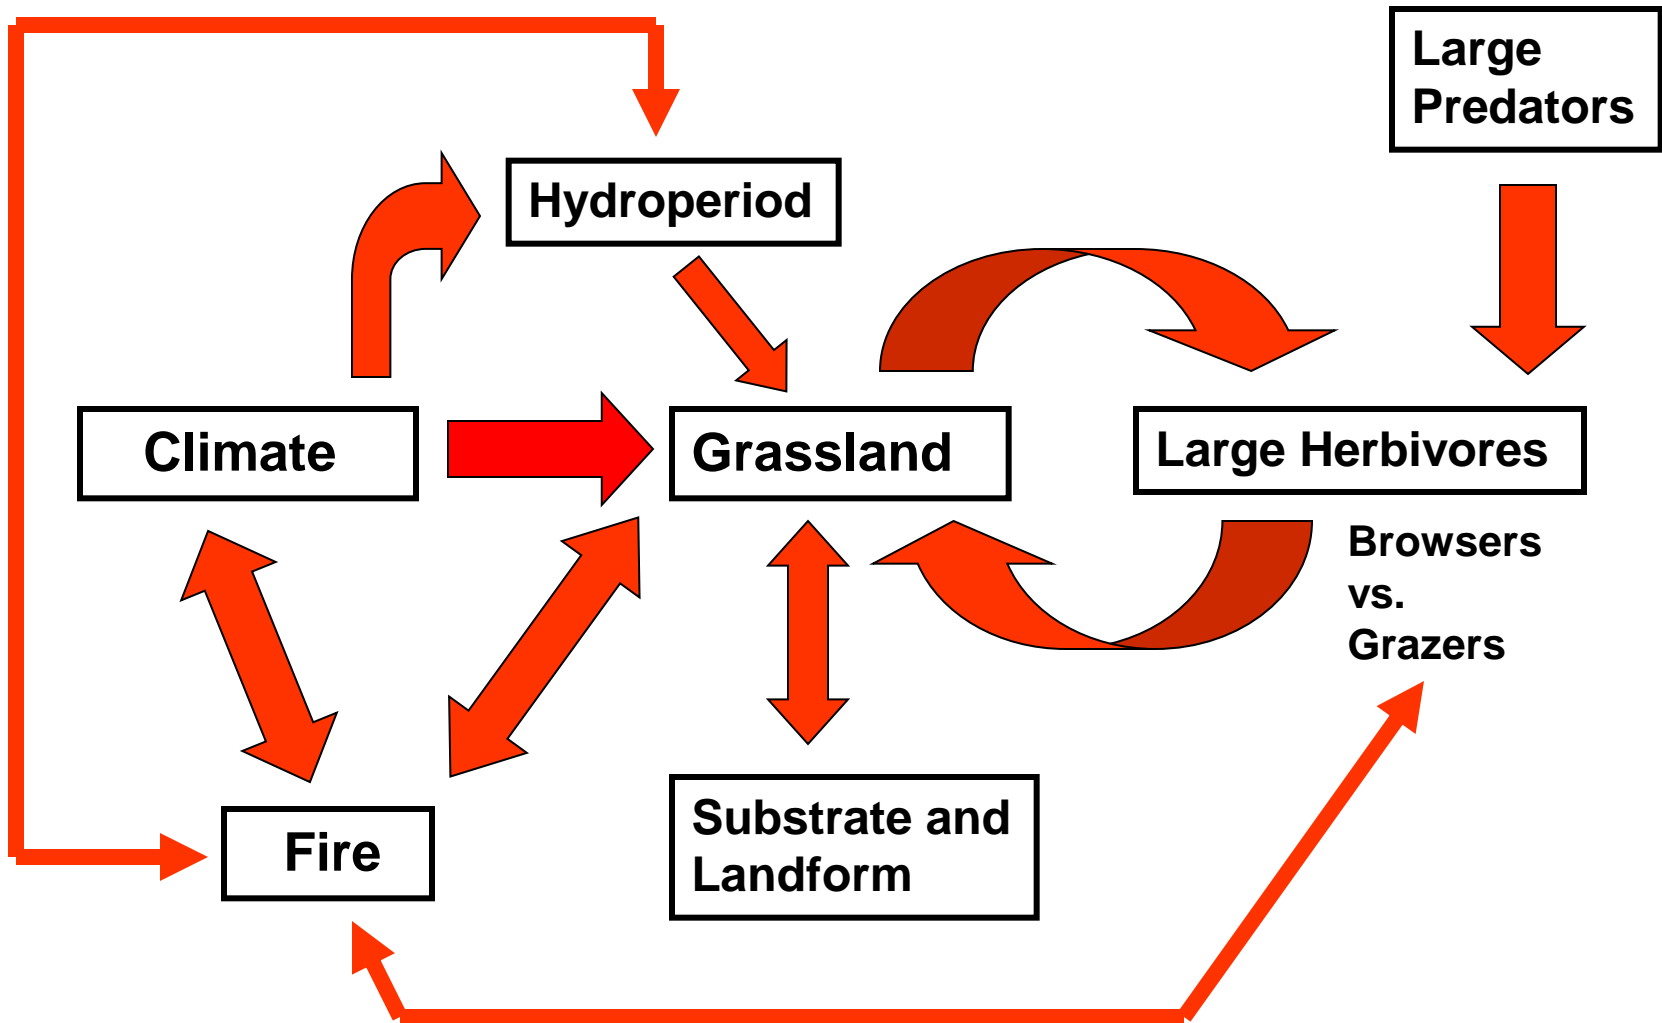 Large
Predators
Hydroperiod
Climate
Grassland
Large Herbivores
Browsers
vs.
Grazers
Substrate and
Landform
Fire